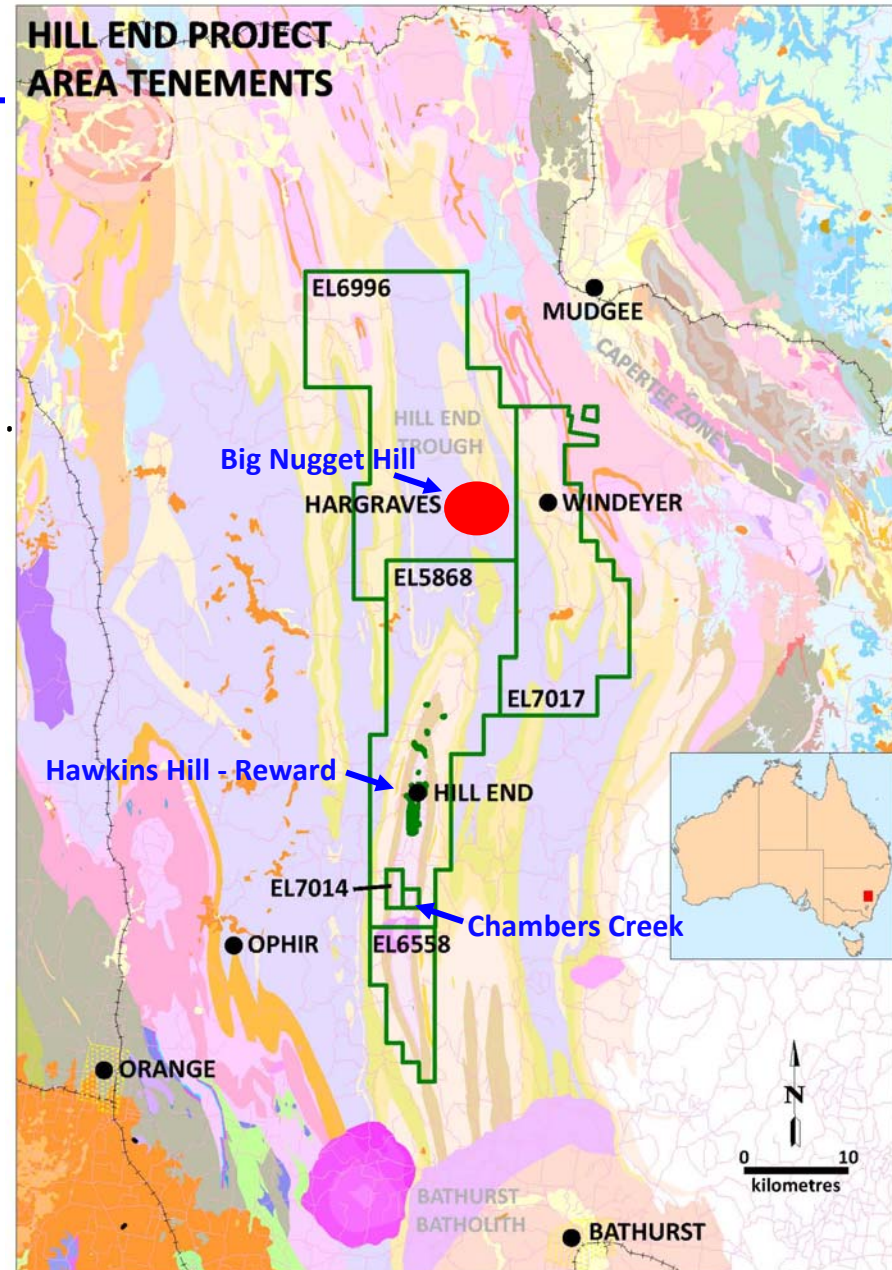 HILL END PROJECT
AREA TENEMENTS
EL6996
MUDGEE
CAPERTEE ZONE
HILL END
TROUGH
Big Nugget Hill
HARGRAVES
WINDEYER
EL5868
EL7017
Hawkins Hill - Reward
HILL END
EL7014
Chambers Creek
EL6558
OPHIR
ORANGE
N
0 10
kilometres
BATHURST
BATHOLITH
BATHURST